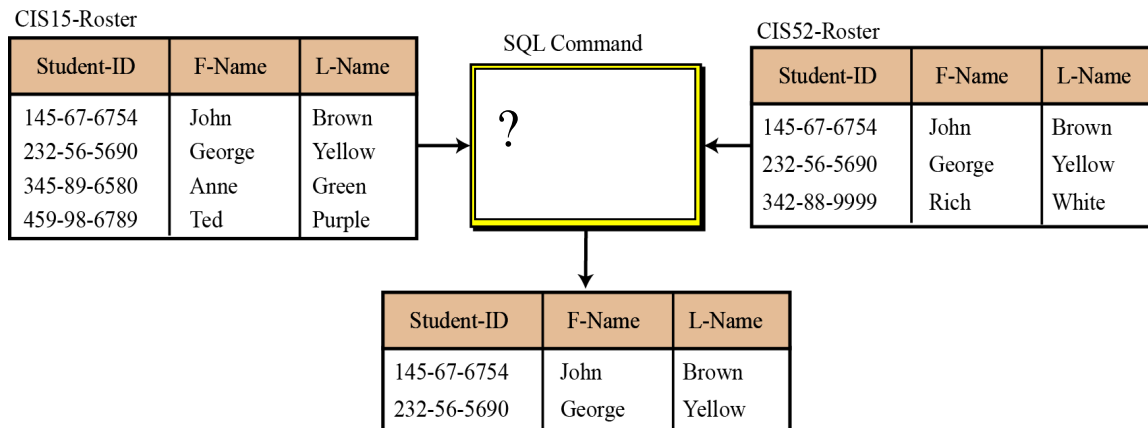 CIS15-Roster
Student-ID F-Name L-Name
145-67-6754 John Brown
232-56-5690 George Yellow
345-89-6580 Anne Green
459-98-6789 Ted Purple
SQL Command
?
CIS52-Roster
Student-ID F-Name L-Name
145-67-6754 John Brown
232-56-5690 George Yellow
342-88-9999 Rich White
Student-ID F-Name L-Name
145-67-6754 John Brown
232-56-5690 George Yellow